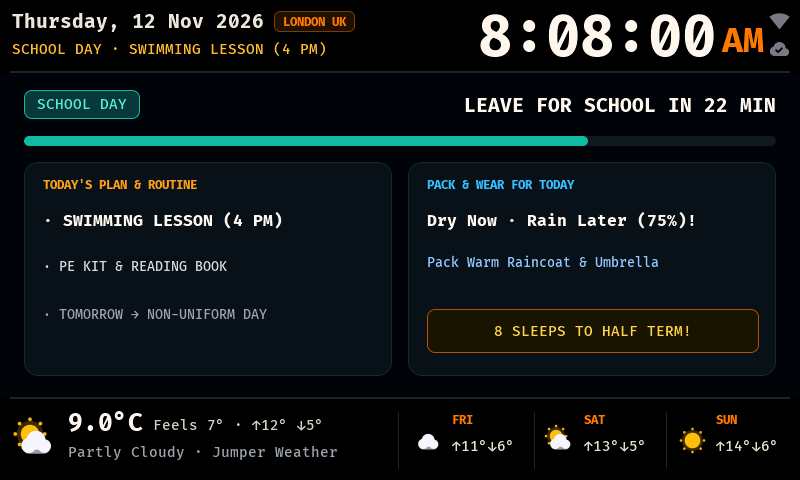 Thursday, 12 Nov 2026 LONDON UK
SCHOOL DAY · SWIMMING LESSON (4 PM)
8:08:00 AM
SCHOOL DAY
LEAVE FOR SCHOOL IN 22 MIN
TODAY'S PLAN & ROUTINE
· SWIMMING LESSON (4 PM)
· PE KIT & READING BOOK
· TOMORROW → NON-UNIFORM DAY
PACK & WEAR FOR TODAY
Dry Now · Rain Later (75%)!
Pack Warm Raincoat & Umbrella
8 SLEEPS TO HALF TERM!
9.0°C Feels 7° · ↑12° ↓5°
Partly Cloudy · Jumper Weather
FRI
↑11°↓6°
SAT
↑13°↓5°
SUN
↑14°↓6°